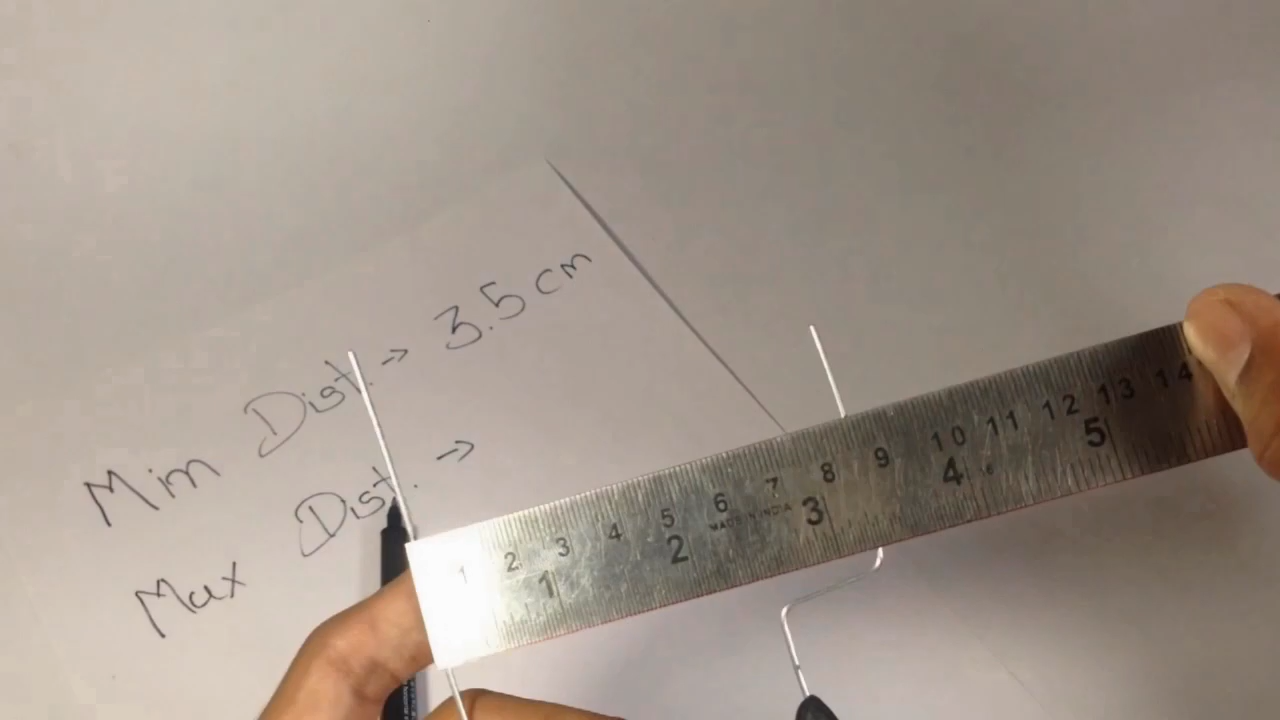 Min Dist. → 3.5 cm
Max Dist. →
1 2 3 4 5 6 7 8 9 10 11 12 13 14
MADE IN INDIA
1 2 3 4 5